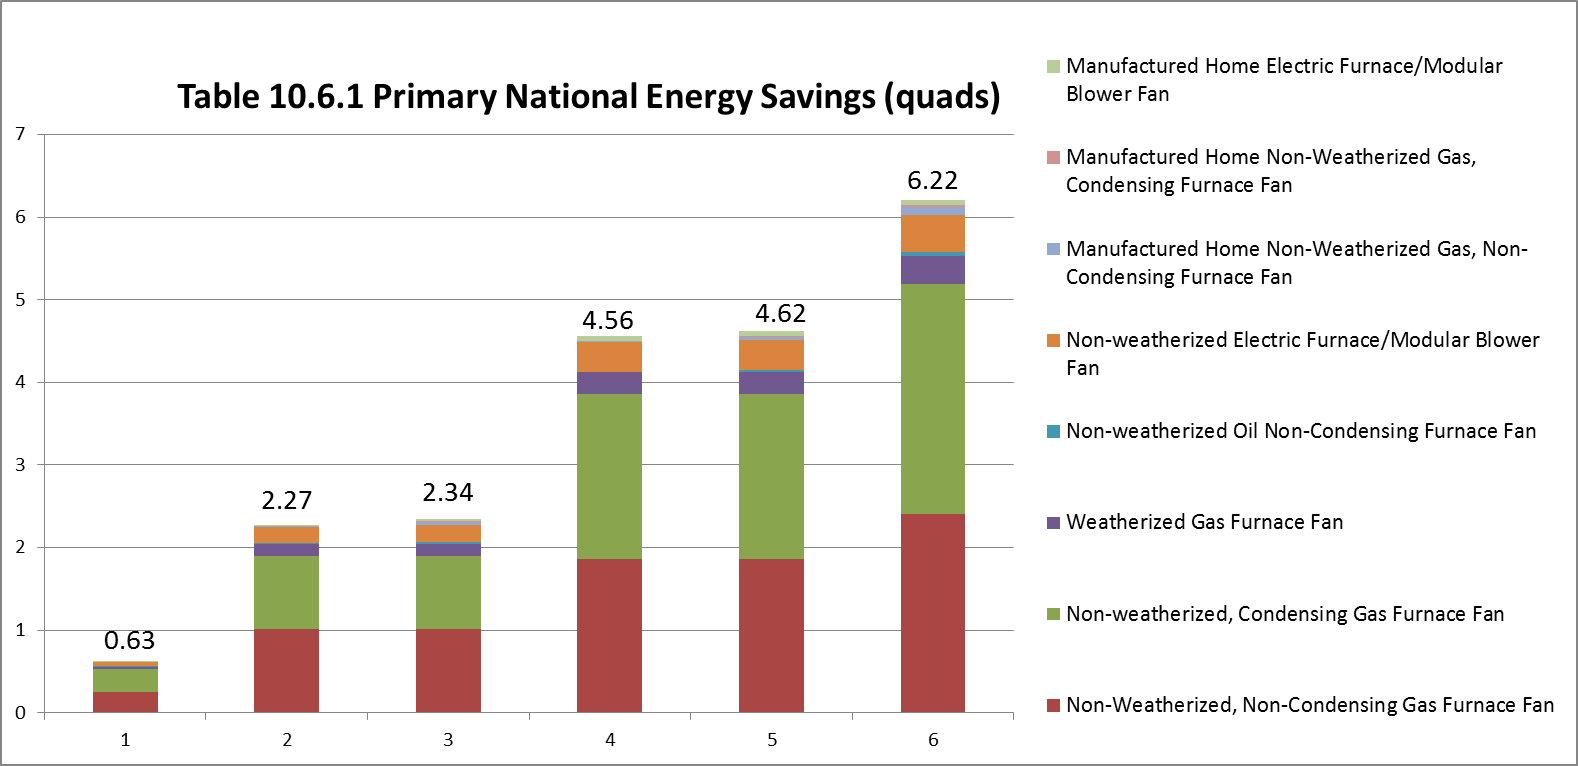 Table 10.6.1 Primary National Energy Savings (quads)
7
6
5
4
3
2
1
0
0.63
2.27
2.34
4.56
4.62
6.22
1
2
3
4
5
6
Manufactured Home Electric Furnace/Modular
Blower Fan
Manufactured Home Non-Weatherized Gas,
Condensing Furnace Fan
Manufactured Home Non-Weatherized Gas, Non-
Condensing Furnace Fan
Non-weatherized Electric Furnace/Modular Blower
Fan
Non-weatherized Oil Non-Condensing Furnace Fan
Weatherized Gas Furnace Fan
Non-weatherized, Condensing Gas Furnace Fan
Non-Weatherized, Non-Condensing Gas Furnace Fan